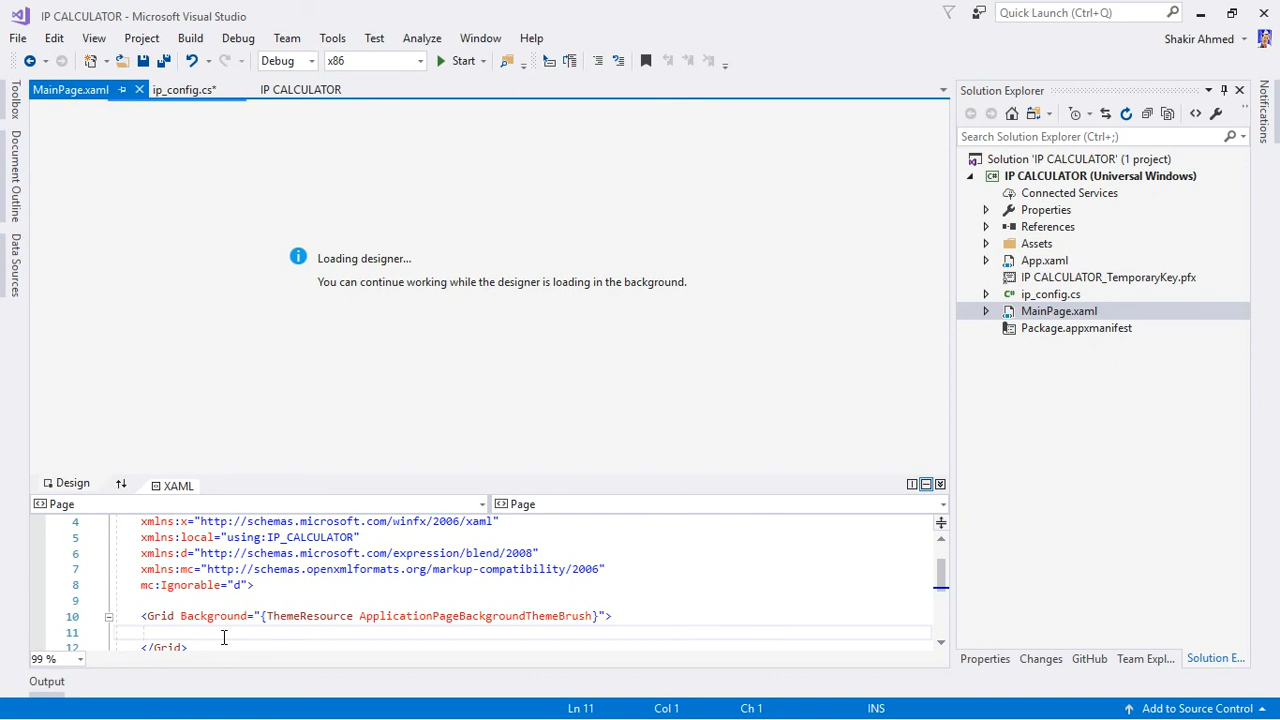 IP CALCULATOR - Microsoft Visual Studio
Quick Launch (Ctrl+Q)
File Edit View Project Build Debug Team Tools Test Analyze Window Help
Shakir Ahmed
Debug x86 Start
MainPage.xaml ip_config.cs* IP CALCULATOR
Toolbox
Document Outline
Data Sources
Loading designer...
You can continue working while the designer is loading in the background.
Design XAML
Page Page
4 xmlns:x="http://schemas.microsoft.com/winfx/2006/xaml"
5 xmlns:local="using:IP_CALCULATOR"
6 xmlns:d="http://schemas.microsoft.com/expression/blend/2008"
7 xmlns:mc="http://schemas.openxmlformats.org/markup-compatibility/2006"
8 mc:Ignorable="d">
9
10 <Grid Background="{ThemeResource ApplicationPageBackgroundThemeBrush}">
11
12 </Grid>
99 %
Output
Solution Explorer
Search Solution Explorer (Ctrl+;)
Solution 'IP CALCULATOR' (1 project)
IP CALCULATOR (Universal Windows)
Connected Services
Properties
References
Assets
App.xaml
IP CALCULATOR_TemporaryKey.pfx
C# ip_config.cs
MainPage.xaml
Package.appxmanifest
Notifications
Properties Changes GitHub Team Expl... Solution E...
Ln 11 Col 1 Ch 1 INS Add to Source Control